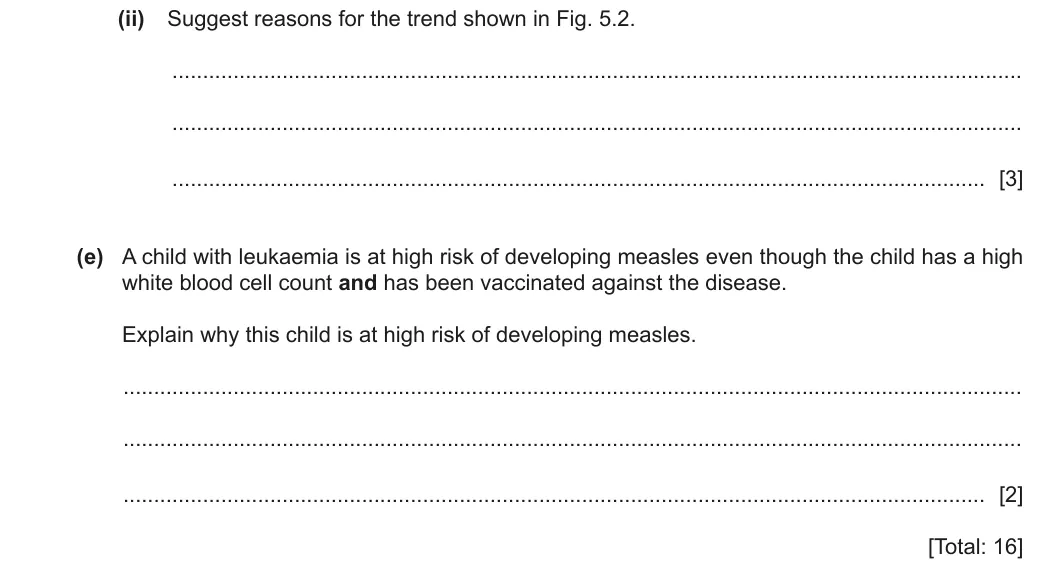 (ii) Suggest reasons for the trend shown in Fig. 5.2.
....................................................................................................................................
....................................................................................................................................
.............................................................................................................................. [3]
(e) A child with leukaemia is at high risk of developing measles even though the child has a high
white blood cell count and has been vaccinated against the disease.
Explain why this child is at high risk of developing measles.
............................................................................................................................................
............................................................................................................................................
...................................................................................................................................... [2]
[Total: 16]